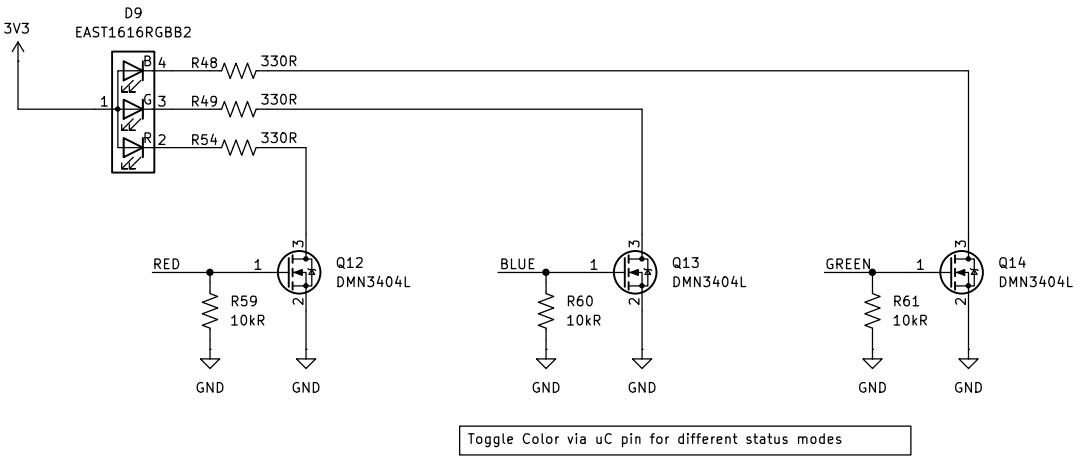 D9
3V3
EAST1616RGBB2
B 4 R48 330R
1 G 3 R49 330R
R 2 R54 330R
3 3 3
RED 1 Q12 BLUE 1 Q13 GREEN 1 Q14
DMN3404L DMN3404L DMN3404L
2 2 2
R59 R60 R61
10kR 10kR 10kR
GND GND GND GND GND GND
Toggle Color via uC pin for different status modes